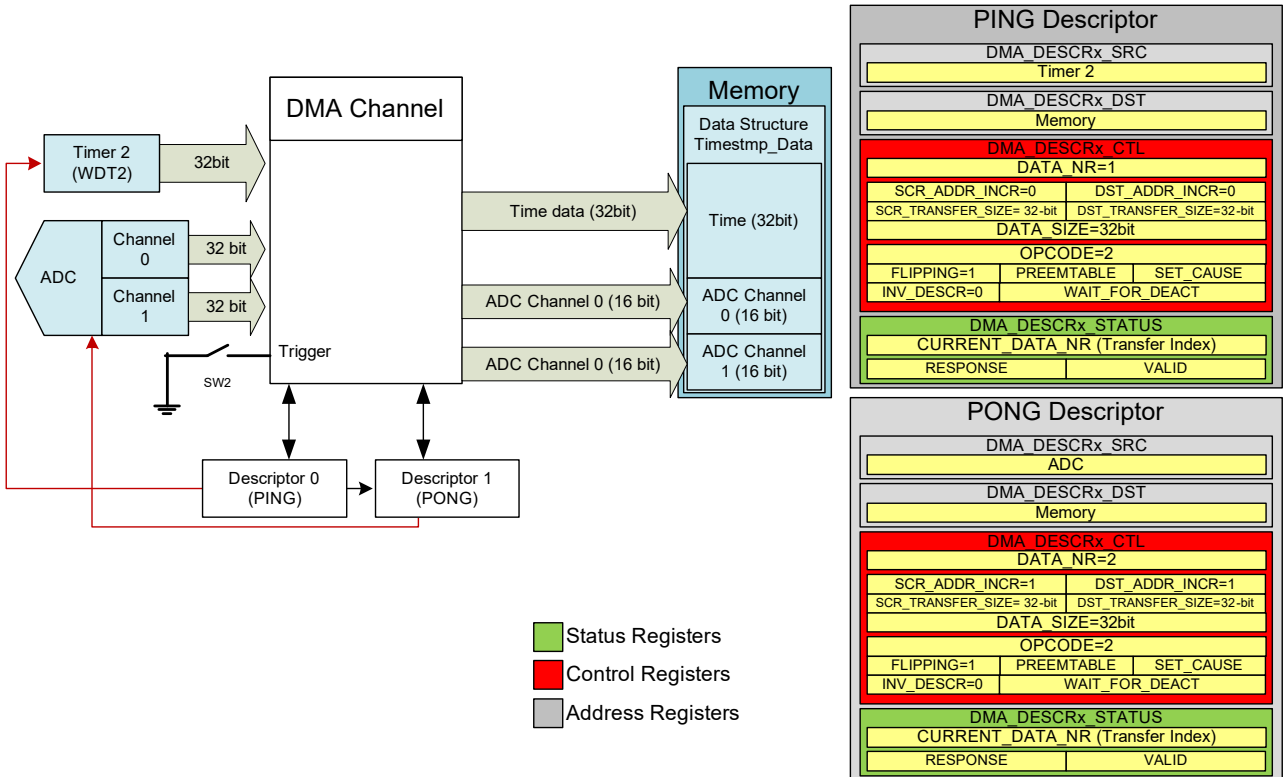 DMA Channel
Timer 2
(WDT2)
32bit
ADC
Channel
0
Channel
1
32 bit
32 bit
Trigger
SW2
Time data (32bit)
ADC Channel 0 (16 bit)
ADC Channel 0 (16 bit)
Memory
Data Structure
Timestmp_Data
Time (32bit)
ADC Channel
0 (16 bit)
ADC Channel
1 (16 bit)
Descriptor 0
(PING)
Descriptor 1
(PONG)
Status Registers
Control Registers
Address Registers
PING Descriptor
DMA_DESCRx_SRC
Timer 2
DMA_DESCRx_DST
Memory
DMA_DESCRx_CTL
DATA_NR=1
SCR_ADDR_INCR=0 DST_ADDR_INCR=0
SCR_TRANSFER_SIZE= 32-bit DST_TRANSFER_SIZE=32-bit
DATA_SIZE=32bit
OPCODE=2
FLIPPING=1 PREEMTABLE SET_CAUSE
INV_DESCR=0 WAIT_FOR_DEACT
DMA_DESCRx_STATUS
CURRENT_DATA_NR (Transfer Index)
RESPONSE VALID
PONG Descriptor
DMA_DESCRx_SRC
ADC
DMA_DESCRx_DST
Memory
DMA_DESCRx_CTL
DATA_NR=2
SCR_ADDR_INCR=1 DST_ADDR_INCR=1
SCR_TRANSFER_SIZE= 32-bit DST_TRANSFER_SIZE=32-bit
DATA_SIZE=32bit
OPCODE=2
FLIPPING=1 PREEMTABLE SET_CAUSE
INV_DESCR=0 WAIT_FOR_DEACT
DMA_DESCRx_STATUS
CURRENT_DATA_NR (Transfer Index)
RESPONSE VALID